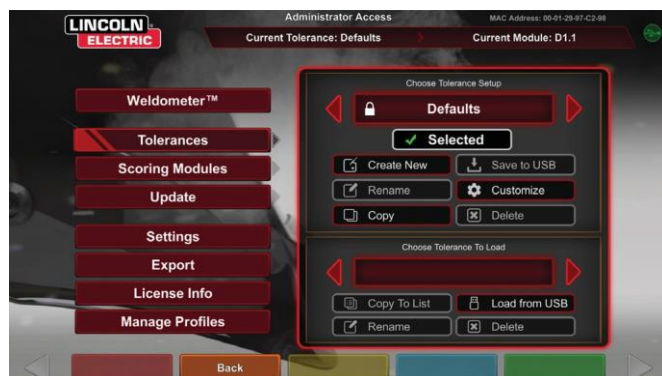 LINCOLN
ELECTRIC
Administrator Access
MAC Address: 00-01-29-97-C2-98
Current Tolerance: Defaults
Current Module: D1.1
Weldometer™
Tolerances
Scoring Modules
Update
Settings
Export
License Info
Manage Profiles
Choose Tolerance Setup
Defaults
Selected
Create New
Save to USB
Rename
Customize
Copy
Delete
Choose Tolerance To Load
Copy To List
Load from USB
Rename
Delete
Back